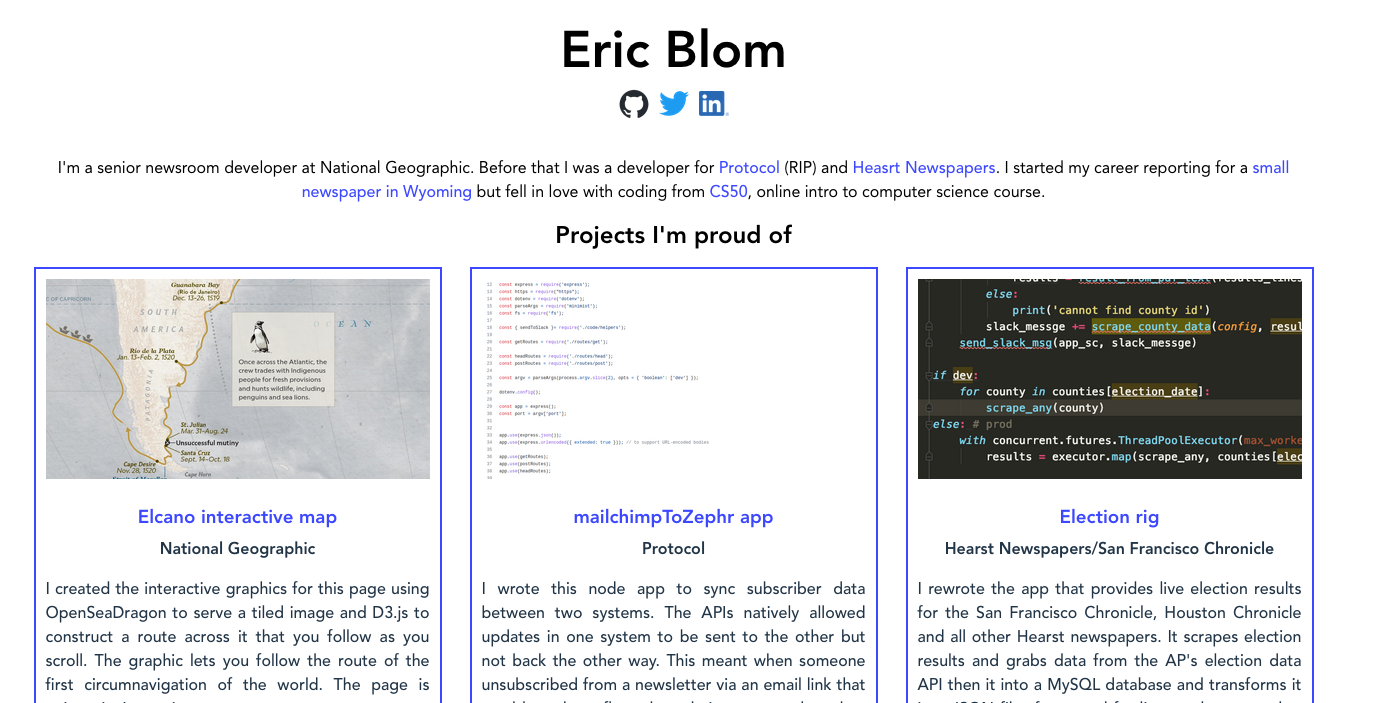 Eric Blom
in
I'm a senior newsroom developer at National Geographic. Before that I was a developer for Protocol (RIP) and Heasrt Newspapers. I started my career reporting for a small
newspaper in Wyoming but fell in love with coding from CS50, online intro to computer science course.
Projects I'm proud of
Guanabara Bay
(Rio de Janeiro)
Dec. 13-26, 1519
C OF CAPRICORN
SOUTH
AMERICA
OCEAN
Río de la Plata
Jan. 13-Feb. 2, 1520
PATAGONIA
Once across the Atlantic, the
crew trades with Indigenous
people for fresh provisions
and hunts wildlife, including
penguins and sea lions.
St. Julian
Mar. 31-Aug. 24
Unsuccessful mutiny
Santa Cruz
Sept. 14-Oct. 18
Cape Desire
Nov. 28, 1520
Cape Horn
Elcano interactive map
National Geographic
I created the interactive graphics for this page using
OpenSeaDragon to serve a tiled image and D3.js to
construct a route across it that you follow as you
scroll. The graphic lets you follow the route of the
first circumnavigation of the world. The page is
12 const express = require('express');
13 const https = require("https");
14 const dotenv = require('dotenv');
15 const parseArgs = require('minimist');
16 const fs = require('fs');
17
18 const { sendToSlack }= require('./code/helpers');
19
20 const getRoutes = require('./routes/get');
21
22 const headRoutes = require('./routes/head');
23 const postRoutes = require('./routes/post');
24
25 const argv = parseArgs(process.argv.slice(2), opts = { 'boolean': ['dev'] });
26
27 dotenv.config();
28
29 const app = express();
30 const port = argv['port'];
31
32
33 app.use(express.json());
34 app.use(express.urlencoded({ extended: true })); // to support URL-encoded bodies
35
36 app.use(getRoutes);
37 app.use(postRoutes);
38 app.use(headRoutes);
mailchimpToZephr app
Protocol
I wrote this node app to sync subscriber data
between two systems. The APIs natively allowed
updates in one system to be sent to the other but
not back the other way. This meant when someone
unsubscribed from a newsletter via an email link that
else:
print('cannot find county id')
slack_messge += scrape_county_data(config, resul
send_slack_msg(app_sc, slack_messge)
if dev:
for county in counties[election_date]:
scrape_any(county)
else: # prod
with concurrent.futures.ThreadPoolExecutor(max_worke
results = executor.map(scrape_any, counties[elec
Election rig
Hearst Newspapers/San Francisco Chronicle
I rewrote the app that provides live election results
for the San Francisco Chronicle, Houston Chronicle
and all other Hearst newspapers. It scrapes election
results and grabs data from the AP's election data
API then it into a MySQL database and transforms it